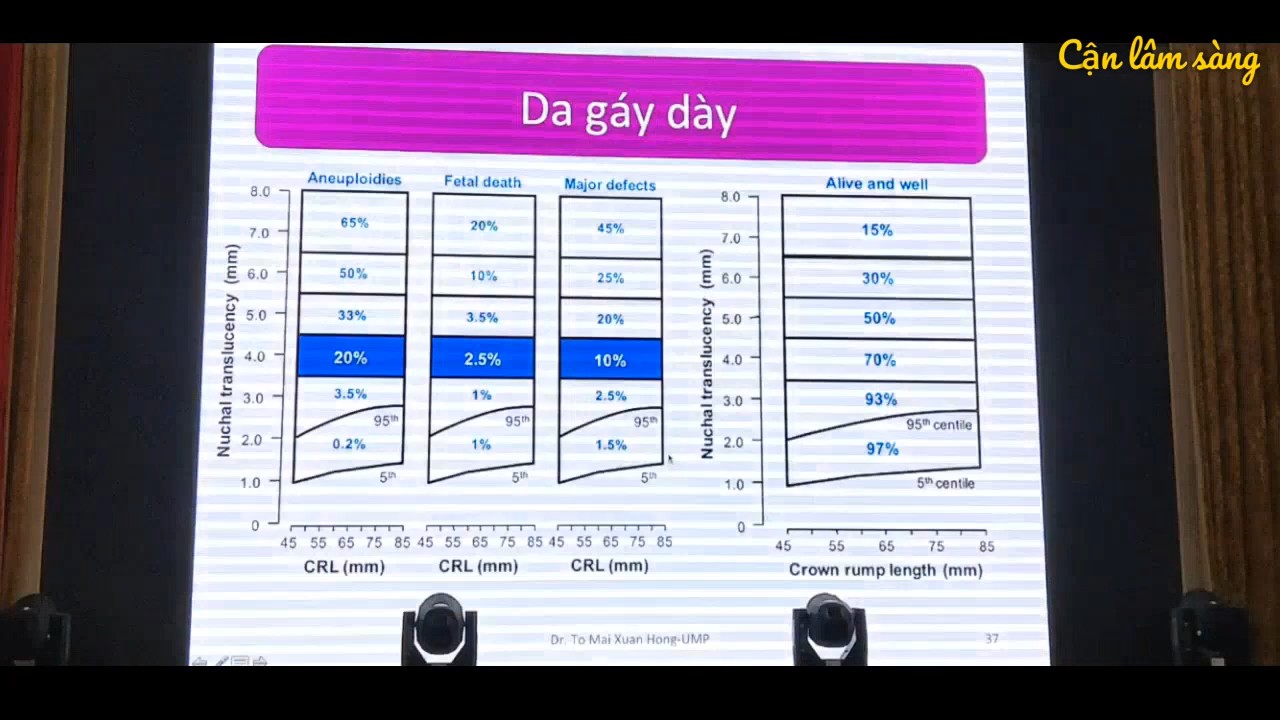 Cận lâm sàng
Da gáy dày
Aneuploidies
Fetal death
Major defects
Alive and well
Nuchal translucency (mm)
8.0
7.0
6.0
5.0
4.0
3.0
2.0
1.0
0
65%
50%
33%
20%
3.5%
95th
0.2%
5th
45 55 65 75 85
CRL (mm)
20%
10%
3.5%
2.5%
1%
95th
1%
5th
45 55 65 75 85
CRL (mm)
45%
25%
20%
10%
2.5%
95th
1.5%
5th
45 55 65 75 85
CRL (mm)
Nuchal translucency (mm)
8.0
7.0
6.0
5.0
4.0
3.0
2.0
1.0
0
15%
30%
50%
70%
93%
95th centile
97%
5th centile
45 55 65 75 85
Crown rump length (mm)
Dr. To Mai Xuan Hong-UMP
37